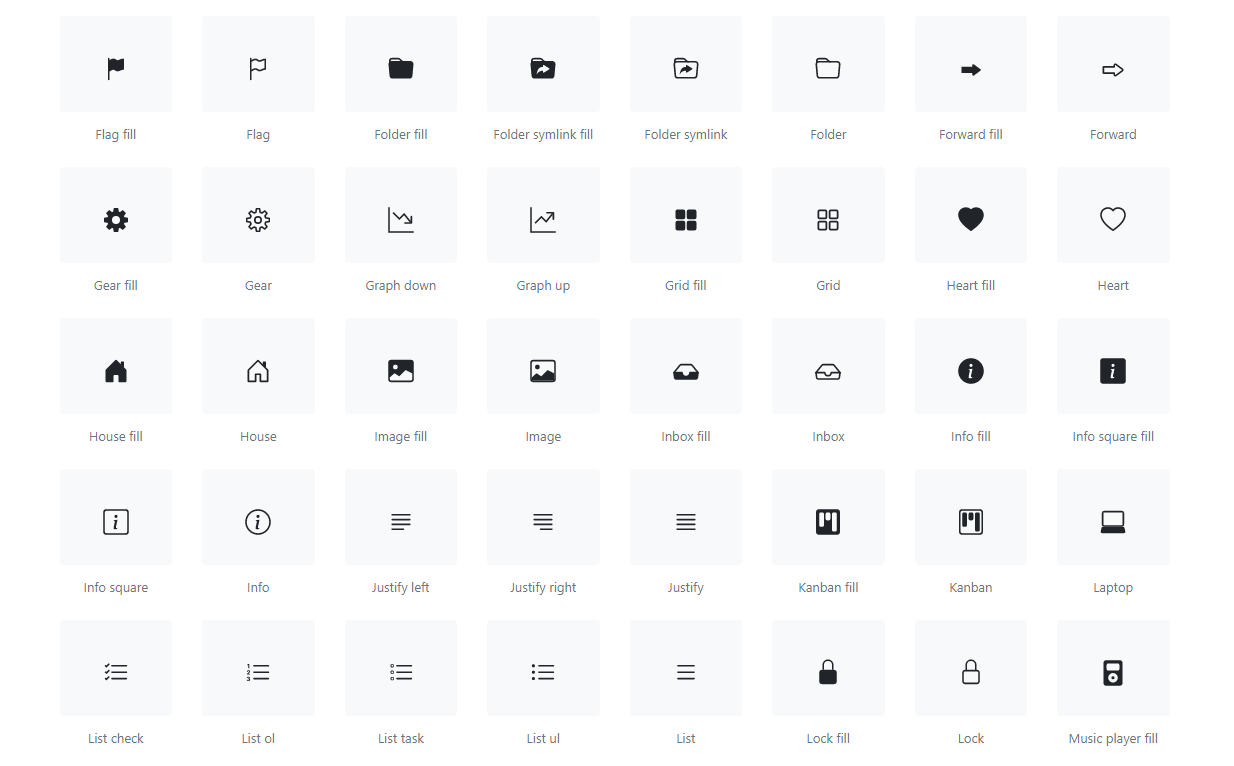 Flag fill
Flag
Folder fill
Folder symlink fill
Folder symlink
Folder
Forward fill
Forward
Gear fill
Gear
Graph down
Graph up
Grid fill
Grid
Heart fill
Heart
House fill
House
Image fill
Image
Inbox fill
Inbox
Info fill
Info square fill
Info square
Info
Justify left
Justify right
Justify
Kanban fill
Kanban
Laptop
List check
List ol
List task
List ul
List
Lock fill
Lock
Music player fill